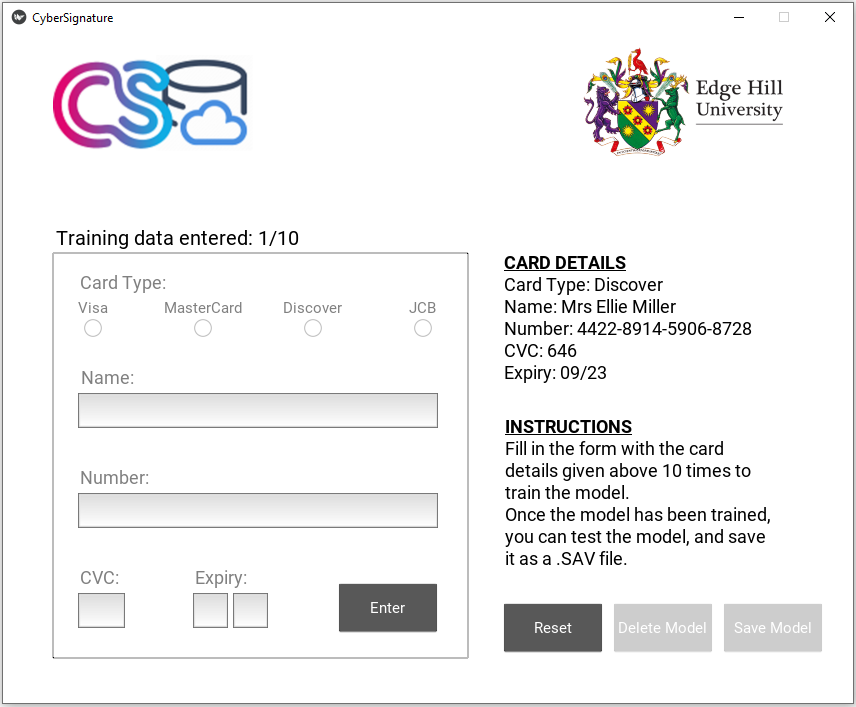 CyberSignature
CS
Edge Hill
University
Training data entered: 1/10
Card Type:
Visa MasterCard Discover JCB
Name:
Number:
CVC: Expiry:
Enter
CARD DETAILS
Card Type: Discover
Name: Mrs Ellie Miller
Number: 4422-8914-5906-8728
CVC: 646
Expiry: 09/23
INSTRUCTIONS
Fill in the form with the card
details given above 10 times to
train the model.
Once the model has been trained,
you can test the model, and save
it as a .SAV file.
Reset Delete Model Save Model